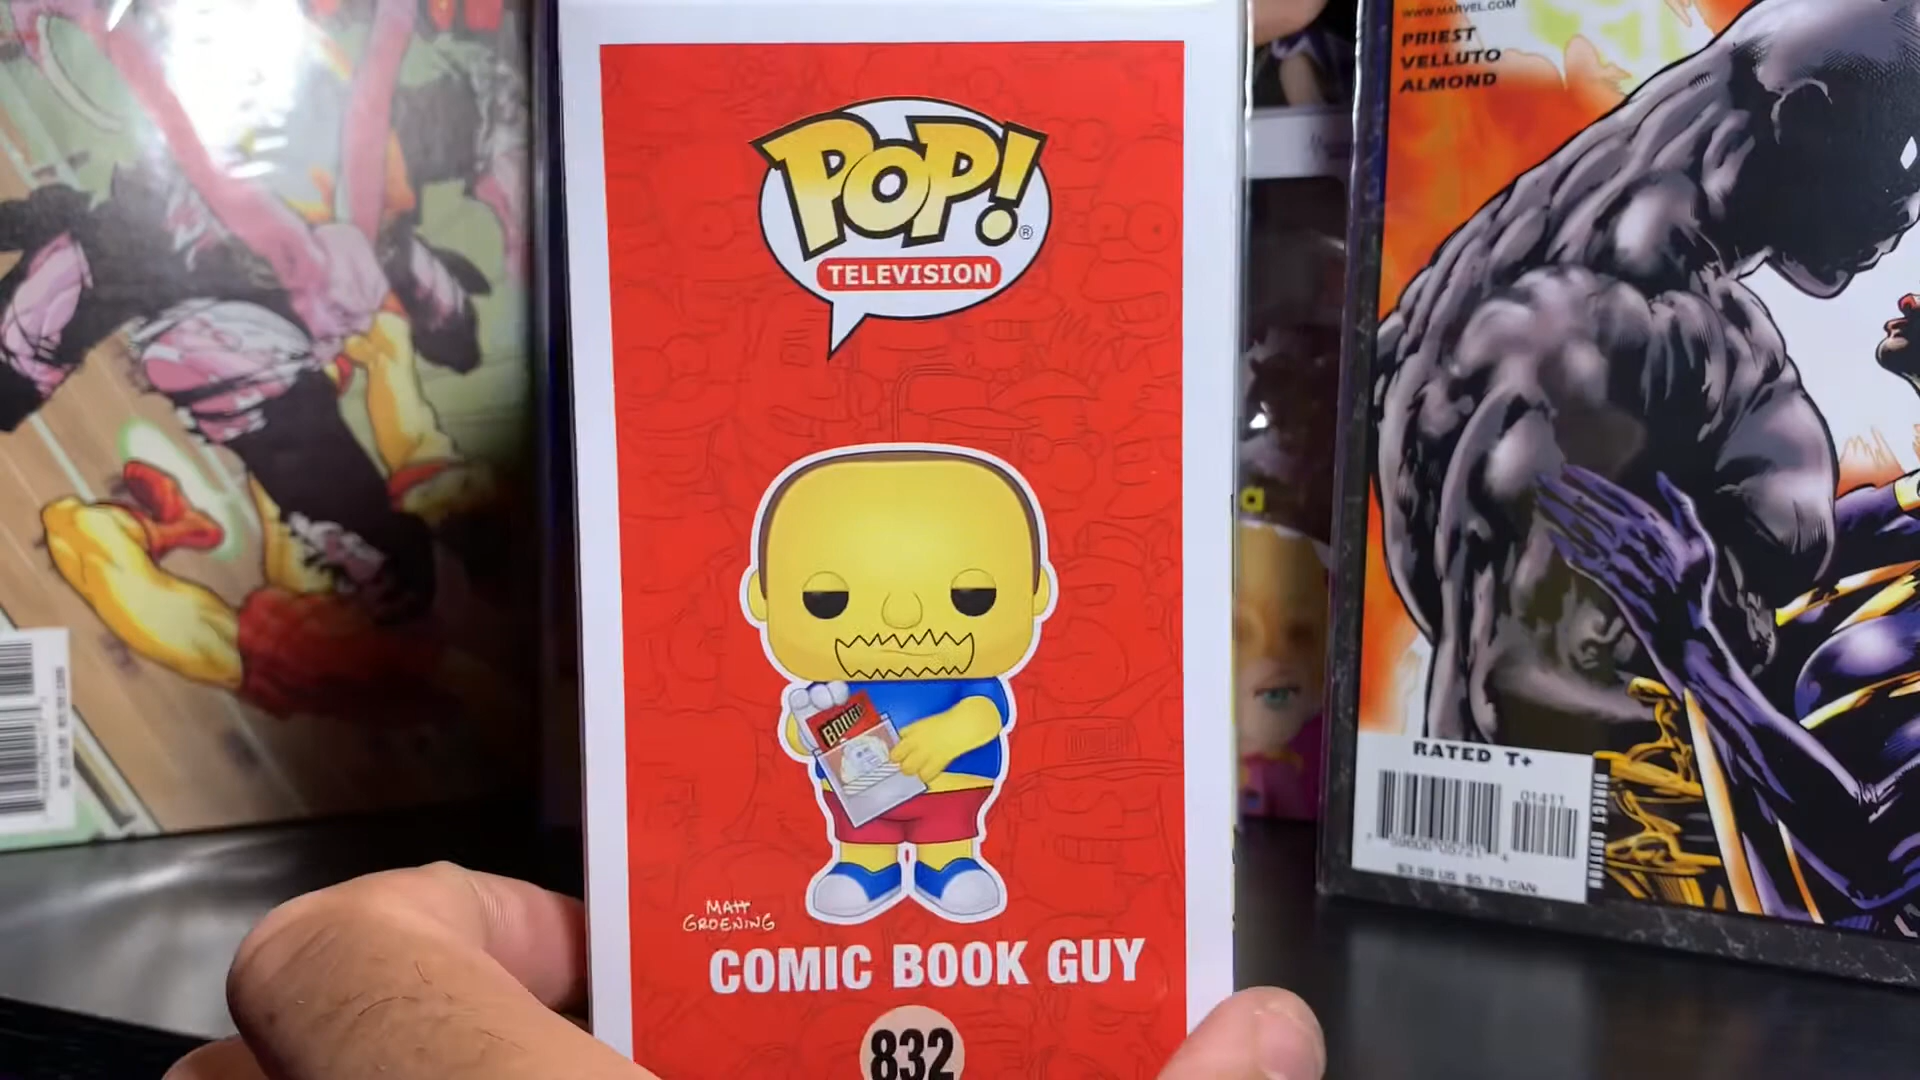 POP!
®
TELEVISION
BONGO
MATT
GROENING
COMIC BOOK GUY
832
WWW.MARVEL.COM
PRIEST
VELLUTO
ALMOND
RATED T+
01411
$3.99 US $5.75 CAN
DIRECT EDITION